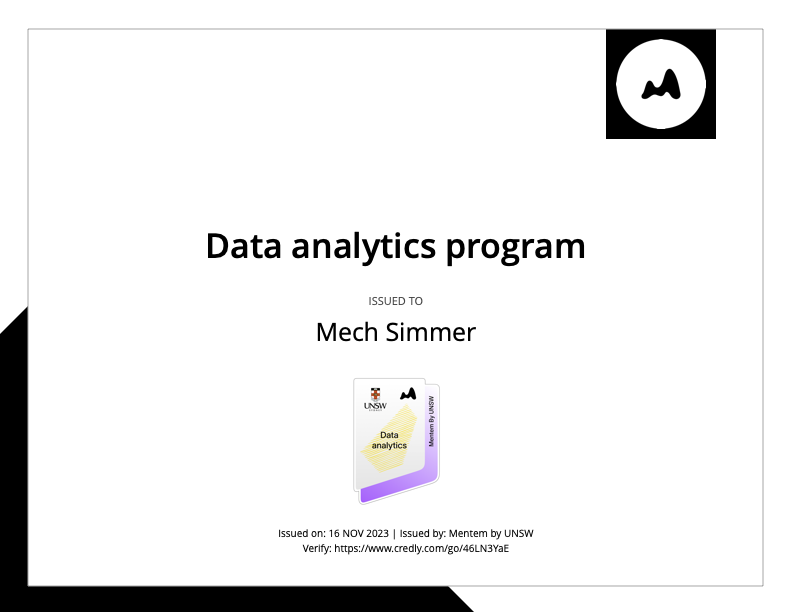 Data analytics program
ISSUED TO
Mech Simmer
UNSW
Data
analytics
Mentem By UNSW
Issued on: 16 NOV 2023 | Issued by: Mentem by UNSW
Verify: https://www.credly.com/go/46LN3YaE